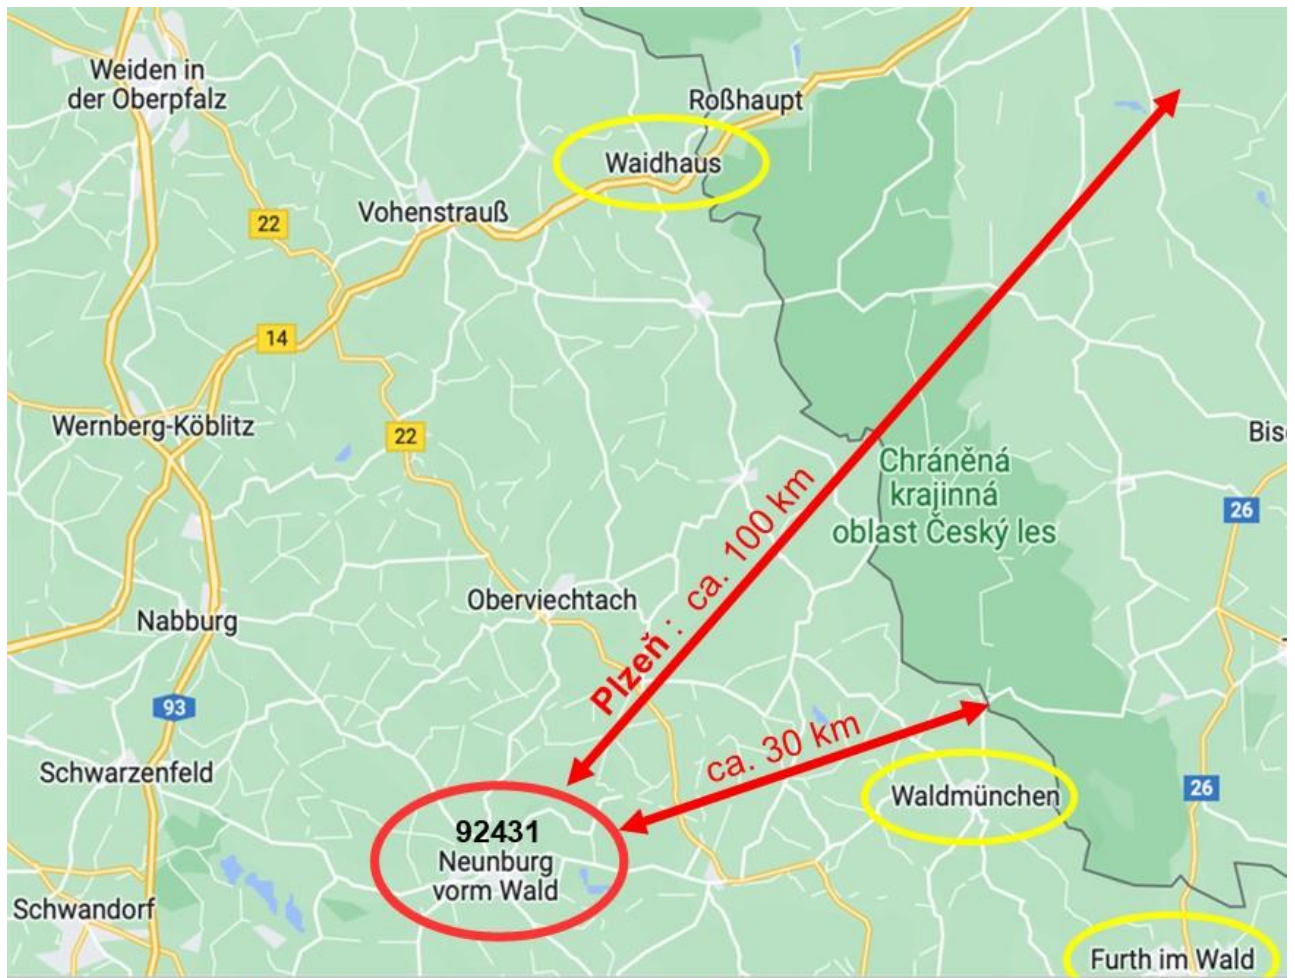 Weiden in
der Oberpfalz
Roßhaupt
Waidhaus
Vohenstrauß
22
14
Wernberg-Köblitz
22
Bis
Chráněná
krajinná
oblast Český les
26
Plzeň : ca. 100 km
Oberviechtach
Nabburg
93
ca. 30 km
Schwarzenfeld
Waldmünchen
26
92431
Neunburg
vorm Wald
Schwandorf
Furth im Wald